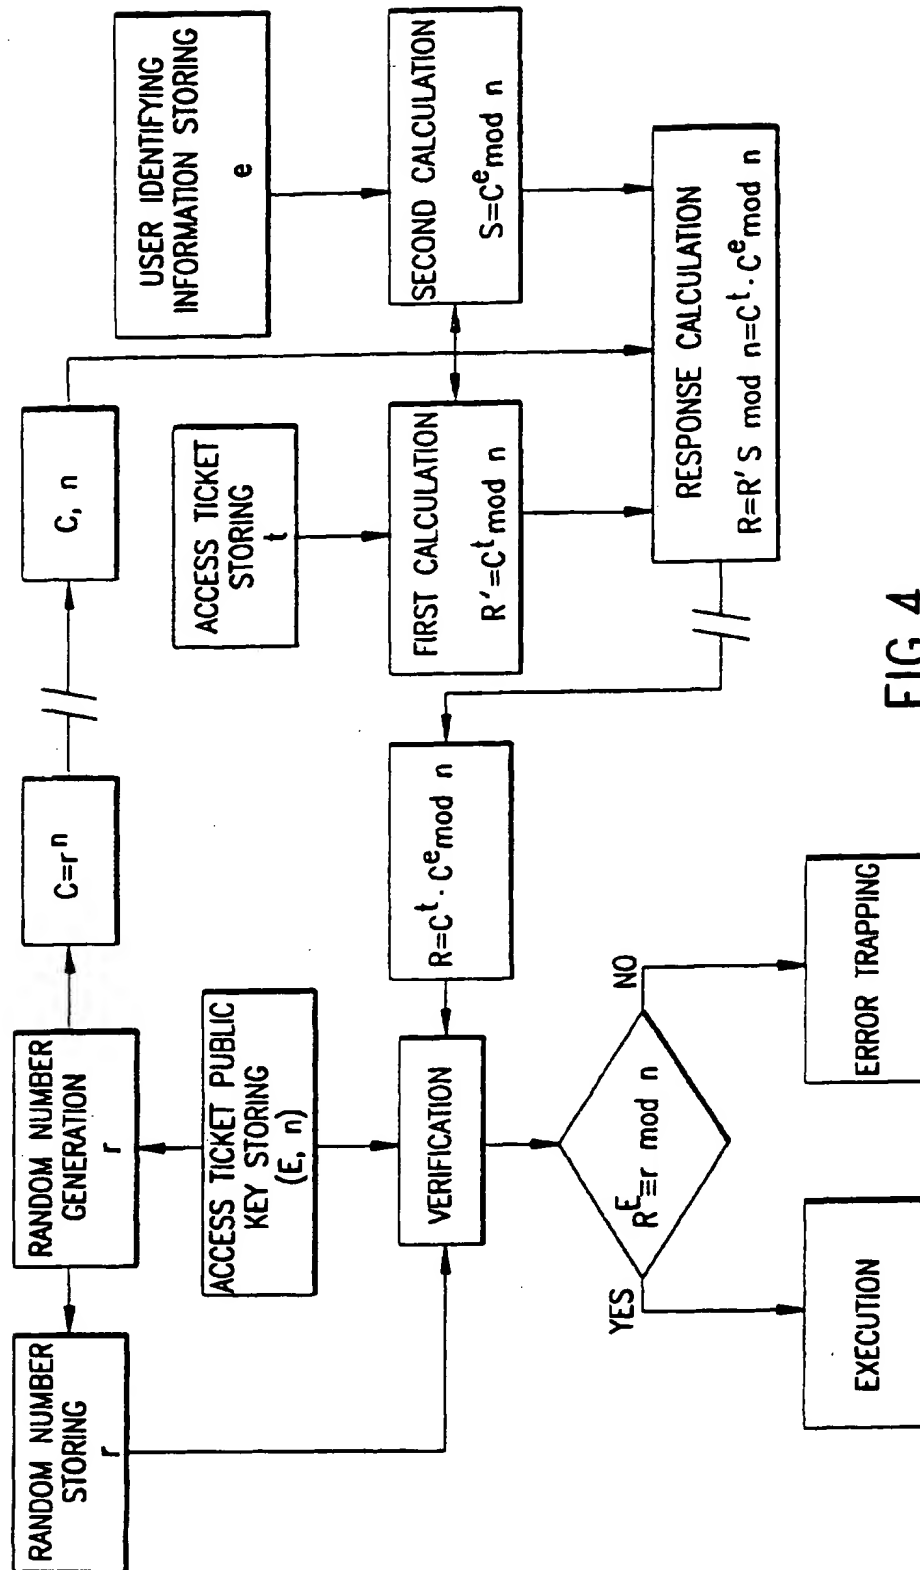 RANDOM NUMBER
STORING
r
RANDOM NUMBER
GENERATION
r
C=r^n
C, n
USER IDENTIFYING
INFORMATION STORING
e
ACCESS TICKET PUBLIC
KEY STORING
(E, n)
ACCESS TICKET
STORING
t
VERIFICATION
R=C^t·C^e mod n
FIRST CALCULATION
R'=C^t mod n
SECOND CALCULATION
S=C^e mod n
R^E≡r mod n
YES
NO
RESPONSE CALCULATION
R=R'S mod n=C^t·C^e mod n
EXECUTION
ERROR TRAPPING
FIG.4